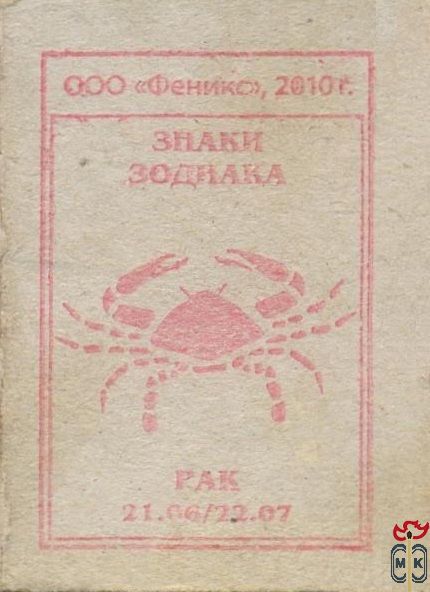 ООО «Феникс», 2010 г.
ЗНАКИ
ЗОДИАКА
РАК
21.06/22.07
М К